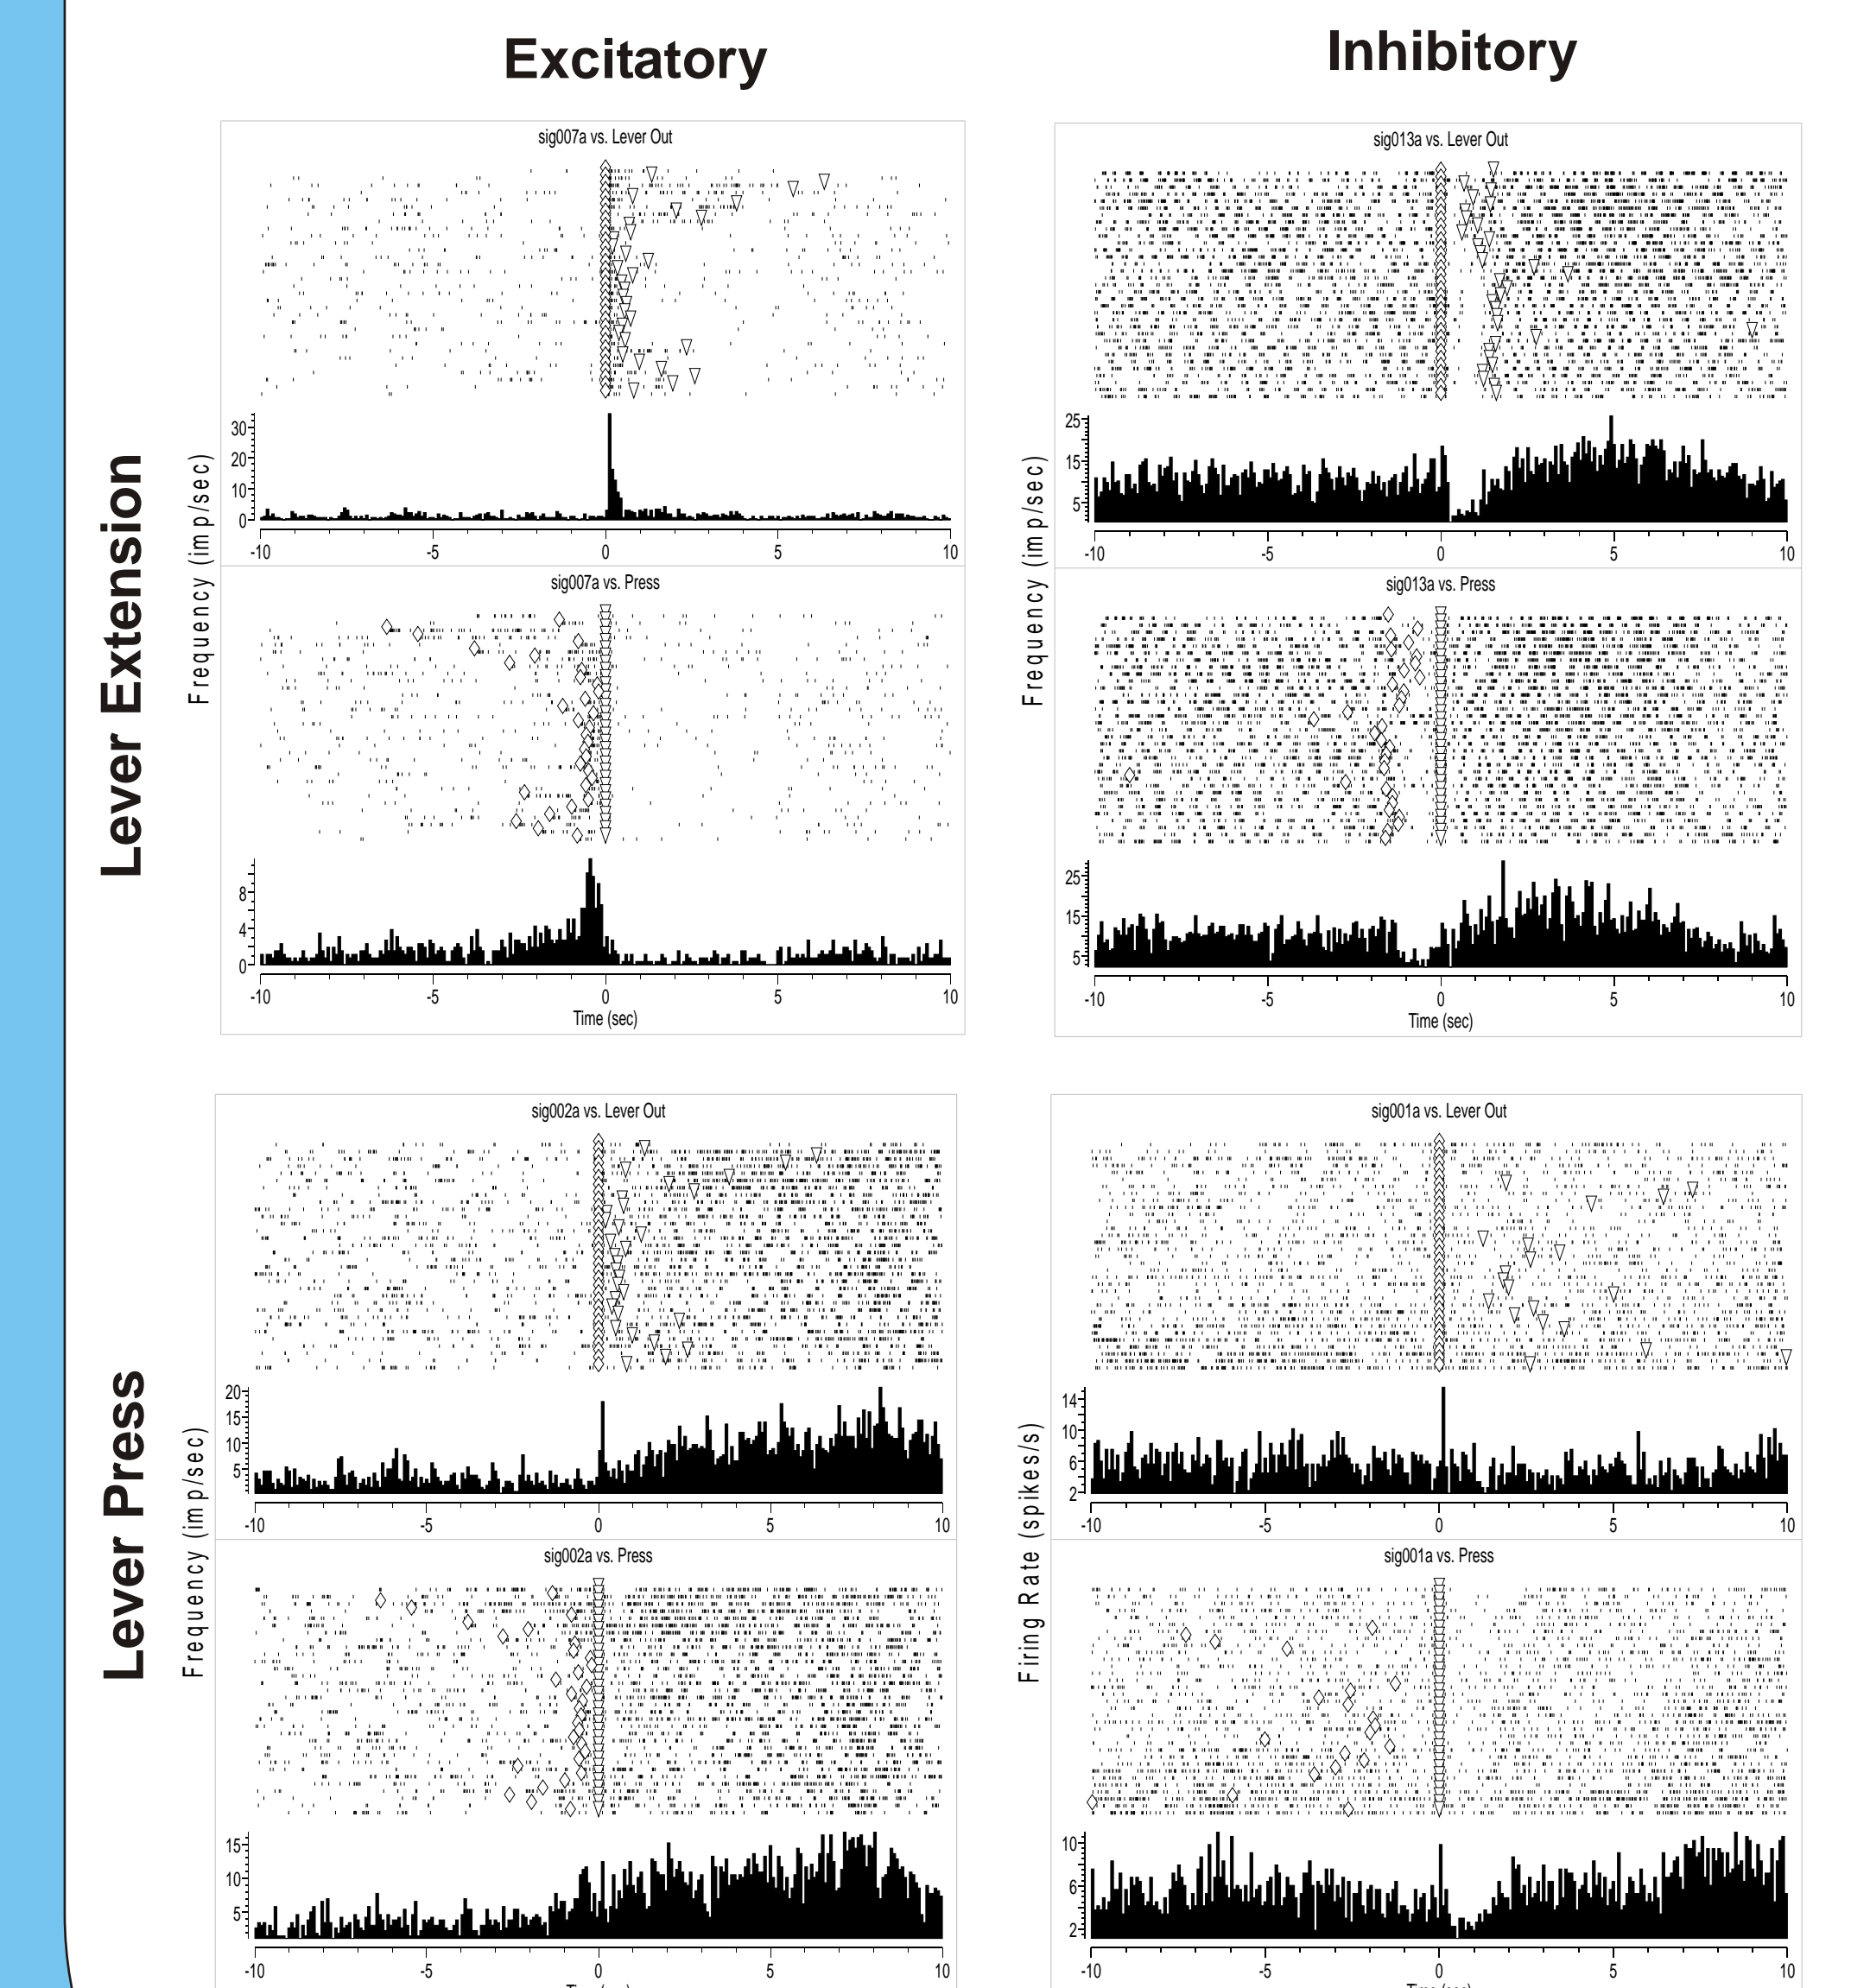 Excitatory
Inhibitory
Lever Extension
Frequency (imp/sec)
sig007a vs. Lever Out
30
20
10
0
-10 -5 0 5 10
sig007a vs. Press
8
4
0
-10 -5 0 5 10
Time (sec)
Frequency (imp/sec)
sig013a vs. Lever Out
25
15
5
-10 -5 0 5 10
sig013a vs. Press
25
15
5
-10 -5 0 5 10
Time (sec)
Lever Press
Frequency (imp/sec)
sig002a vs. Lever Out
20
15
10
5
-10 -5 0 5 10
sig002a vs. Press
15
10
5
-10 -5 0 5 10
Firing Rate (spikes/s)
sig001a vs. Lever Out
14
10
6
2
-10 -5 0 5 10
sig001a vs. Press
10
6
2
-10 -5 0 5 10